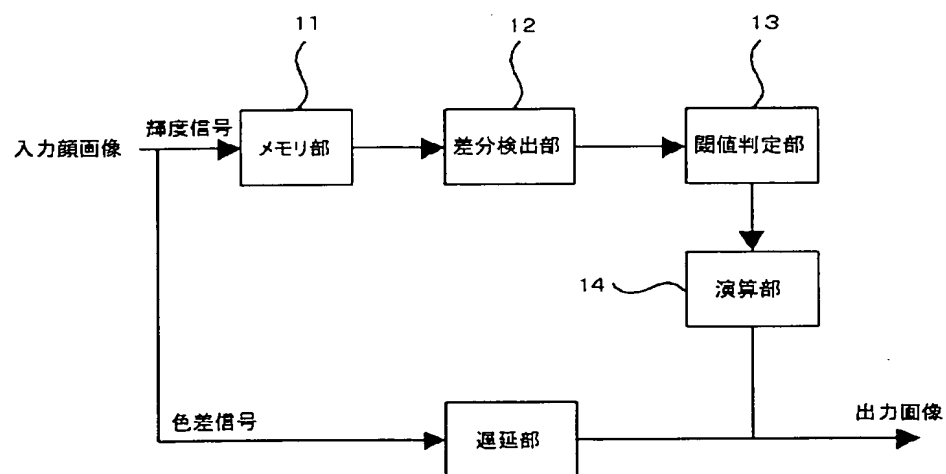 11
12
13
入力顔画像
輝度信号
メモリ部
差分検出部
閾値判定部
14
演算部
色差信号
遅延部
出力画像